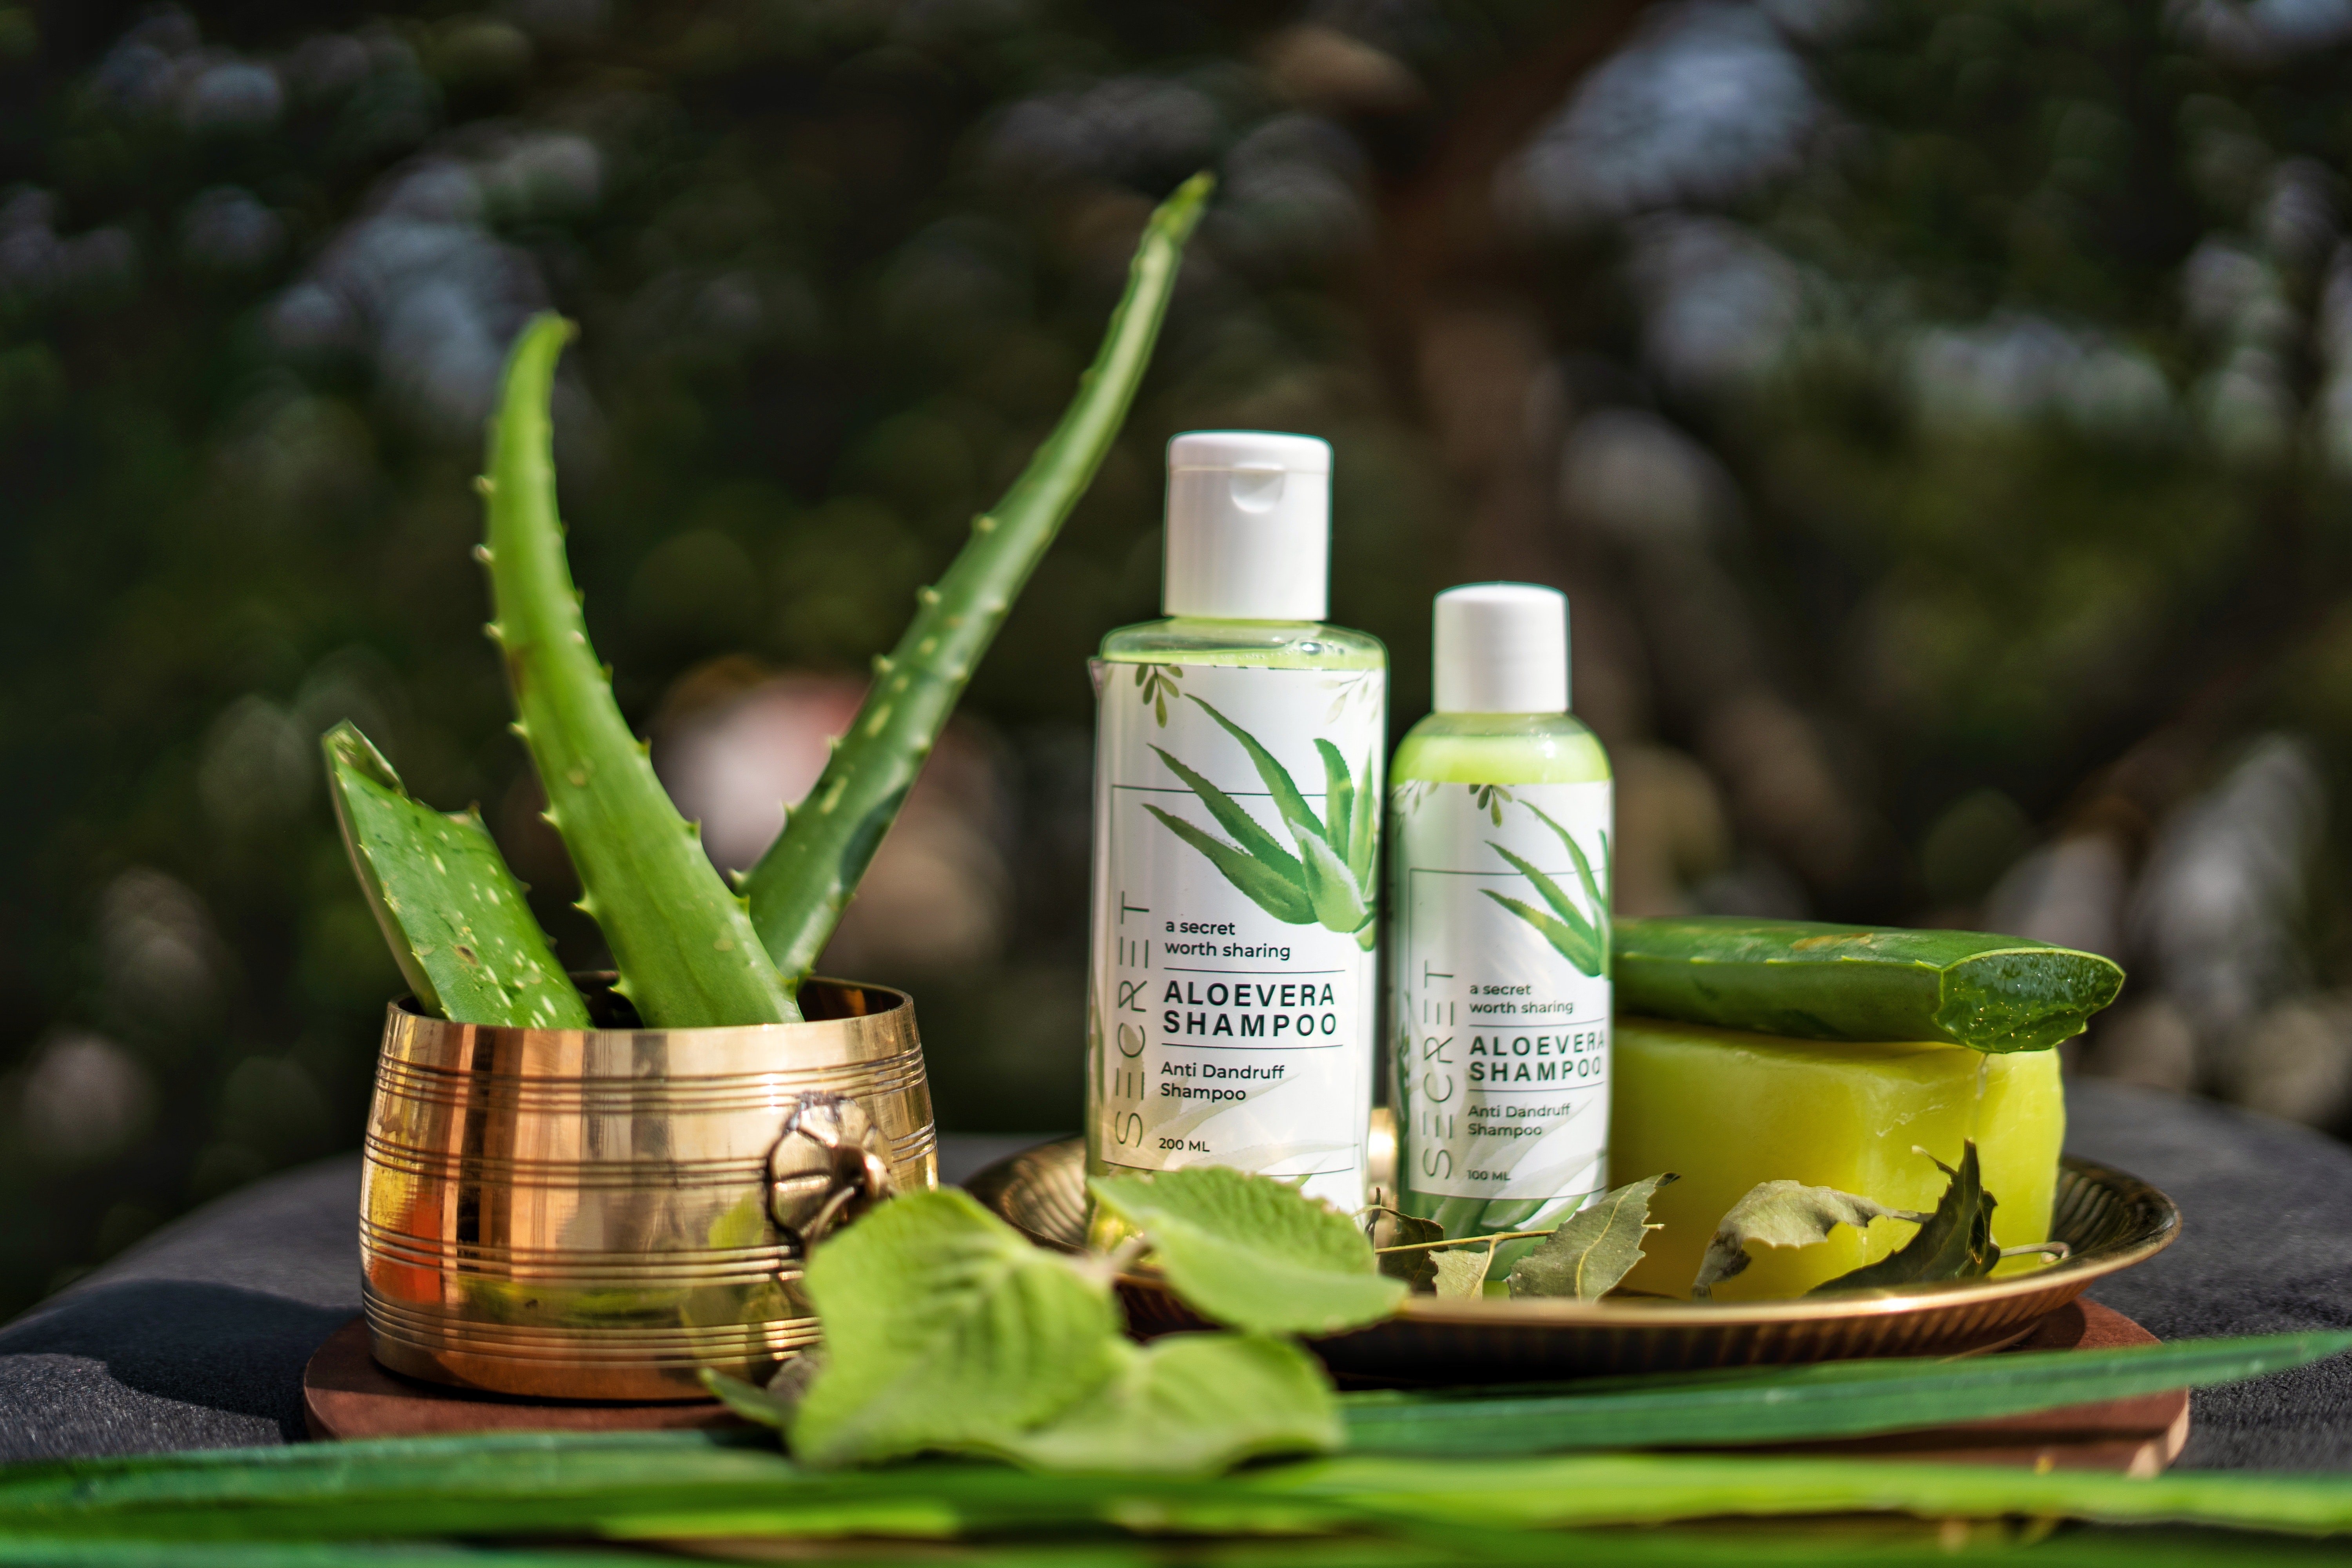 SECRET
a secret
worth sharing
ALOEVERA
SHAMPOO
Anti Dandruff
Shampoo
200 ML
SECRET
a secret
worth sharing
ALOEVERA
SHAMPOO
Anti Dandruff
Shampoo
100 ML